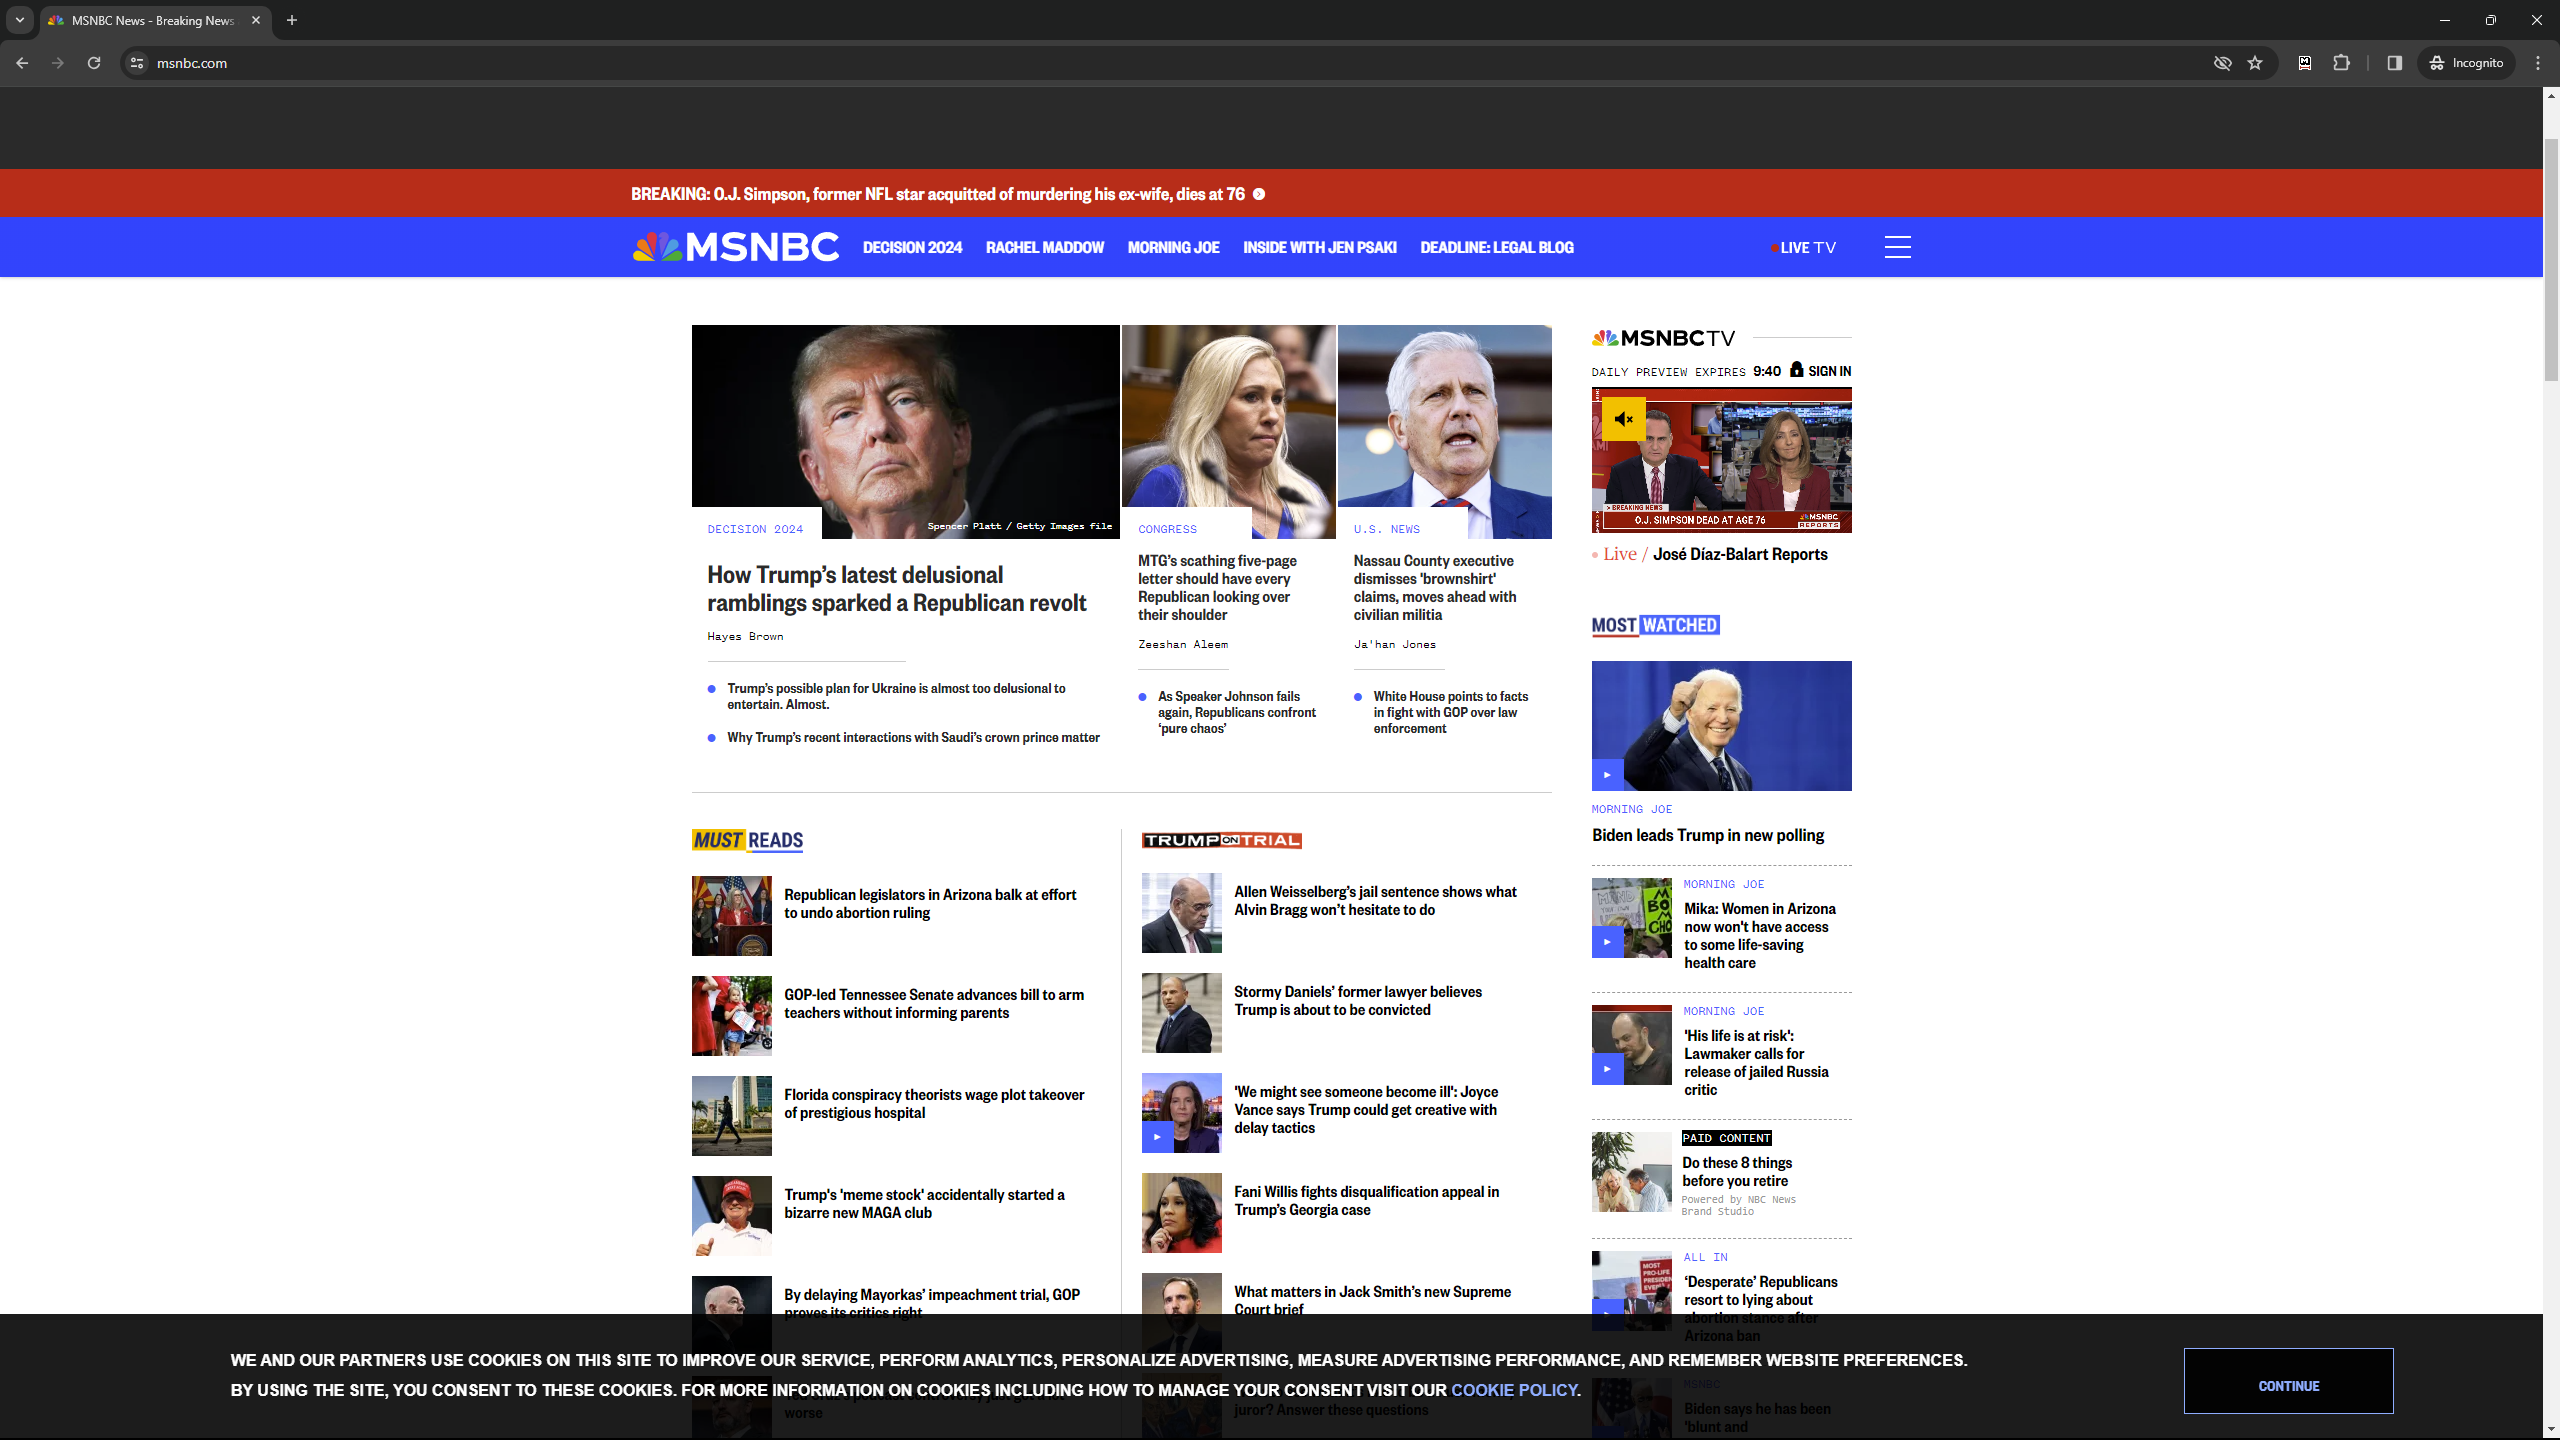 MSNBC News - Breaking News
msnbc.com
Incognito
BREAKING: O.J. Simpson, former NFL star acquitted of murdering his ex-wife, dies at 76
MSNBC DECISION 2024 RACHEL MADDOW MORNING JOE INSIDE WITH JEN PSAKI DEADLINE: LEGAL BLOG LIVE TV
Spencer Platt / Getty Images file
DECISION 2024
How Trump’s latest delusional
ramblings sparked a Republican revolt
Hayes Brown
Trump’s possible plan for Ukraine is almost too delusional to
entertain. Almost.
Why Trump’s recent interactions with Saudi’s crown prince matter
CONGRESS
MTG’s scathing five-page
letter should have every
Republican looking over
their shoulder
Zeeshan Aleem
As Speaker Johnson fails
again, Republicans confront
‘pure chaos’
U.S. NEWS
Nassau County executive
dismisses 'brownshirt'
claims, moves ahead with
civilian militia
Ja'han Jones
White House points to facts
in fight with GOP over law
enforcement
MUST READS
Republican legislators in Arizona balk at effort
to undo abortion ruling
GOP-led Tennessee Senate advances bill to arm
teachers without informing parents
Florida conspiracy theorists wage plot takeover
of prestigious hospital
Trump's 'meme stock' accidentally started a
bizarre new MAGA club
By delaying Mayorkas’ impeachment trial, GOP
proves its critics right
worse
TRUMP ON TRIAL
Allen Weisselberg’s jail sentence shows what
Alvin Bragg won’t hesitate to do
Stormy Daniels’ former lawyer believes
Trump is about to be convicted
'We might see someone become ill': Joyce
Vance says Trump could get creative with
delay tactics
Fani Willis fights disqualification appeal in
Trump’s Georgia case
What matters in Jack Smith’s new Supreme
Court brief
juror? Answer these questions
MSNBC TV
DAILY PREVIEW EXPIRES 9:40 SIGN IN
BREAKING NEWS
O.J. SIMPSON DEAD AT AGE 76
MSNBC
REPORTS
Live / José Díaz-Balart Reports
MOST WATCHED
MORNING JOE
Biden leads Trump in new polling
MORNING JOE
Mika: Women in Arizona
now won't have access
to some life-saving
health care
MORNING JOE
'His life is at risk':
Lawmaker calls for
release of jailed Russia
critic
PAID CONTENT
Do these 8 things
before you retire
Powered by NBC News
Brand Studio
MOST
PRO-LIFE
PRESIDENT
EVER!
ALL IN
‘Desperate’ Republicans
resort to lying about
abortion stance after
Arizona ban
MSNBC
Biden says he has been
'blunt and
WE AND OUR PARTNERS USE COOKIES ON THIS SITE TO IMPROVE OUR SERVICE, PERFORM ANALYTICS, PERSONALIZE ADVERTISING, MEASURE ADVERTISING PERFORMANCE, AND REMEMBER WEBSITE PREFERENCES.
BY USING THE SITE, YOU CONSENT TO THESE COOKIES. FOR MORE INFORMATION ON COOKIES INCLUDING HOW TO MANAGE YOUR CONSENT VISIT OUR COOKIE POLICY.
CONTINUE